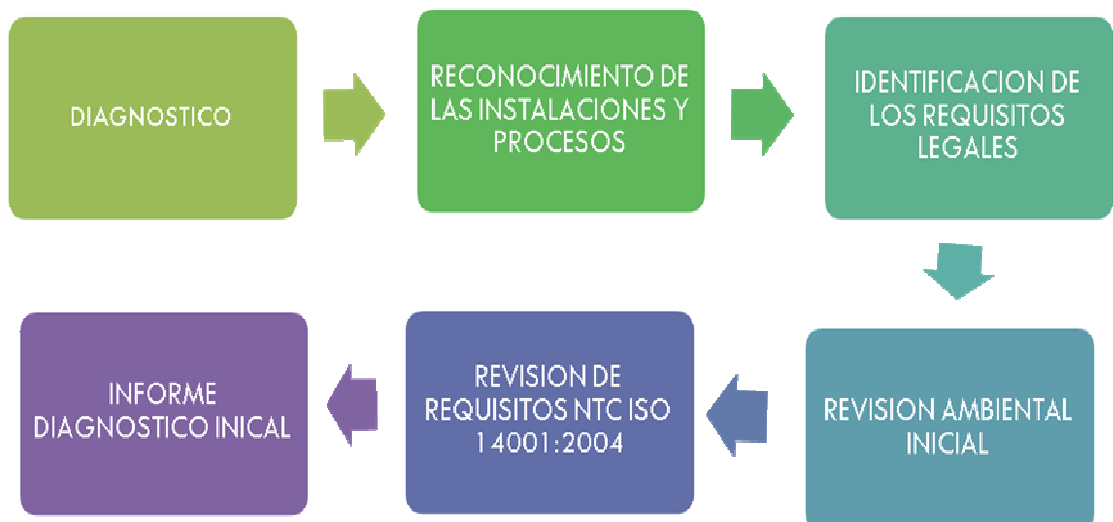 DIAGNOSTICO
RECONOCIMIENTO DE
LAS INSTALACIONES Y
PROCESOS
IDENTIFICACION DE
LOS REQUISITOS
LEGALES
REVISION AMBIENTAL
INICIAL
REVISION DE
REQUISITOS NTC ISO
14001:2004
INFORME
DIAGNOSTICO INICAL